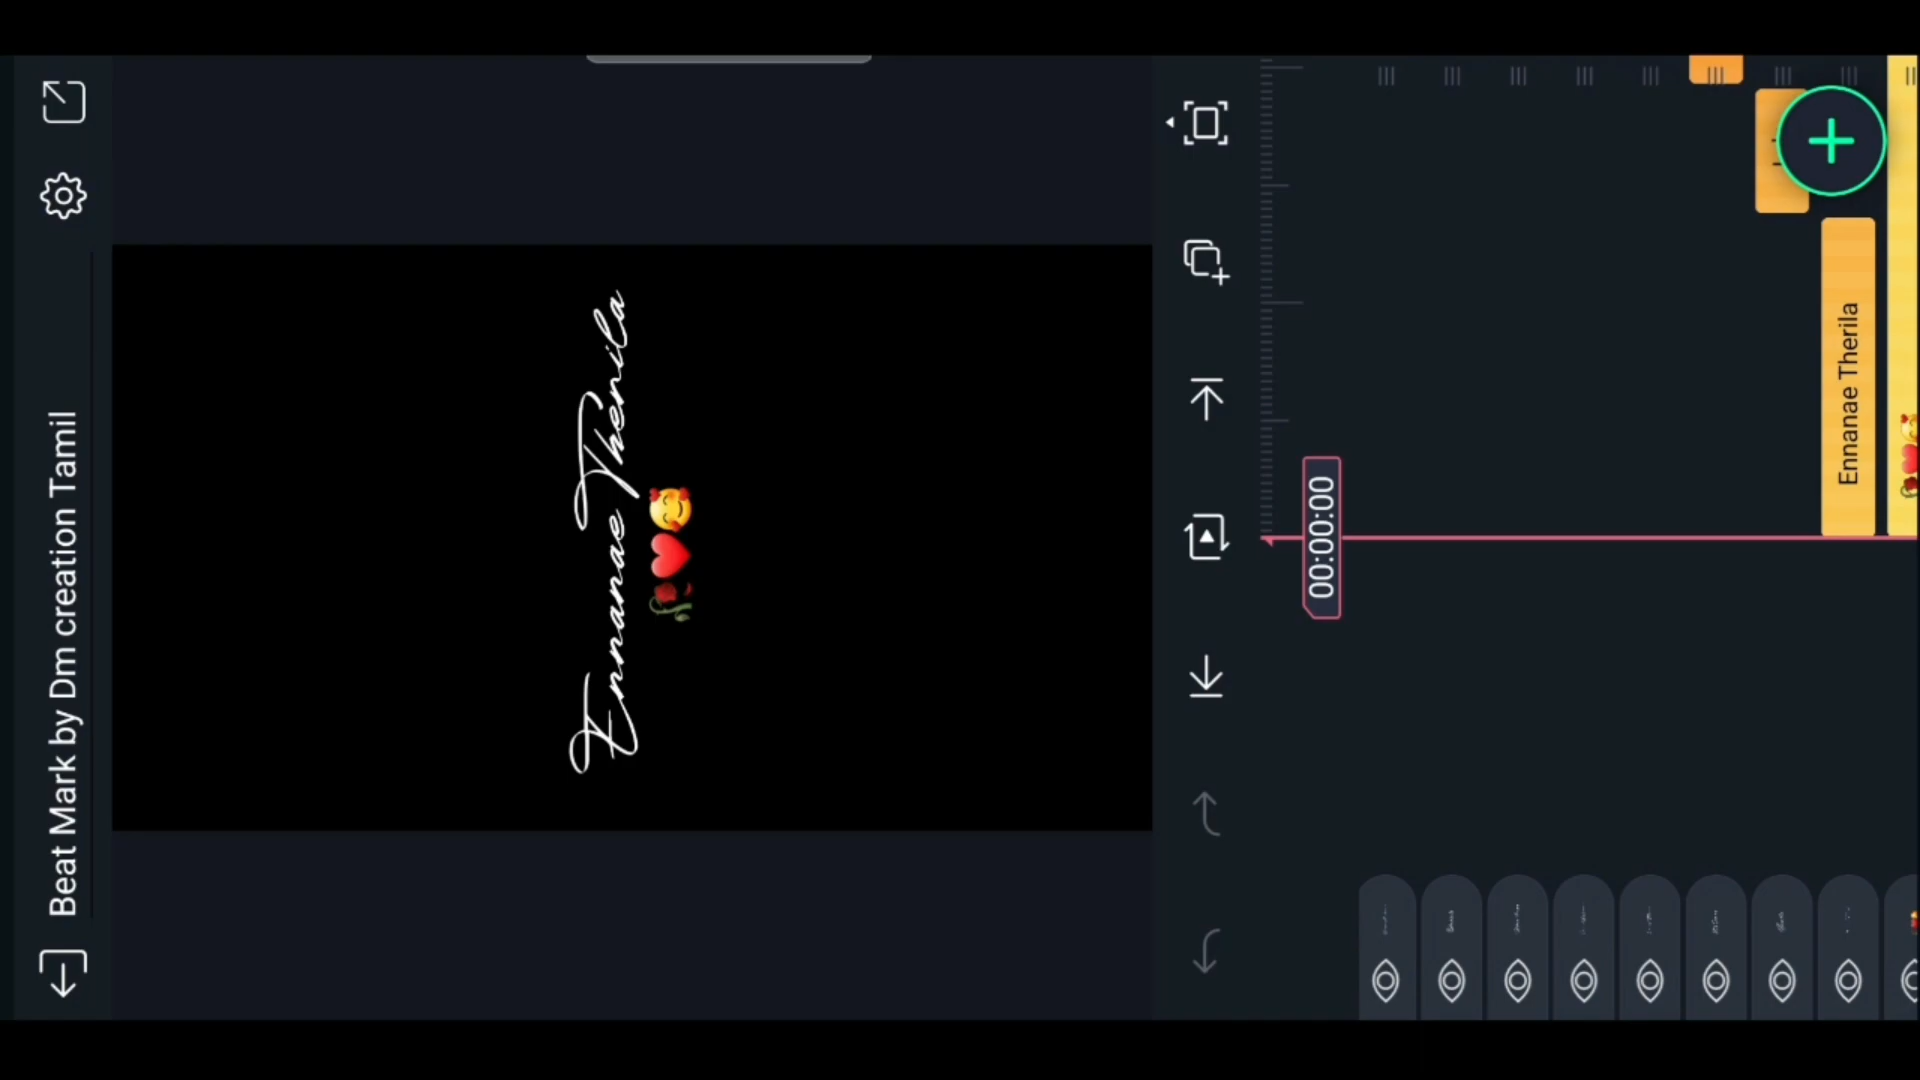 Beat Mark by Dm creation Tamil
Ennanae Therila
🥀❤️🥰
00:00:00
Ennanae Therila
🥀❤️🥰